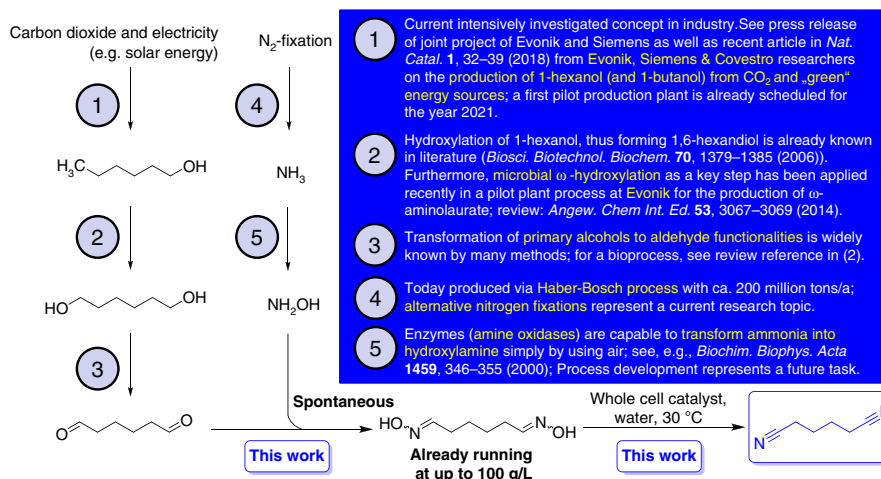 Carbon dioxide and electricity
(e.g. solar energy)
N2-fixation
1
4
H3C
OH
NH3
2
5
HO
OH
NH2OH
3
O
O
Spontaneous
This work
HO
N
N
OH
Already running
at up to 100 g/L
Whole cell catalyst,
water, 30 °C
This work
N
1
Current intensively investigated concept in industry.See press release
of joint project of Evonik and Siemens as well as recent article in Nat.
Catal. 1, 32–39 (2018) from Evonik, Siemens & Covestro researchers
on the production of 1-hexanol (and 1-butanol) from CO2 and „green“
energy sources; a first pilot production plant is already scheduled for
the year 2021.
2
Hydroxylation of 1-hexanol, thus forming 1,6-hexandiol is already known
in literature (Biosci. Biotechnol. Biochem. 70, 1379–1385 (2006)).
Furthermore, microbial ω -hydroxylation as a key step has been applied
recently in a pilot plant process at Evonik for the production of ω-
aminolaurate; review: Angew. Chem Int. Ed. 53, 3067–3069 (2014).
3
Transformation of primary alcohols to aldehyde functionalities is widely
known by many methods; for a bioprocess, see review reference in (2).
4
Today produced via Haber-Bosch process with ca. 200 million tons/a;
alternative nitrogen fixations represent a current research topic.
5
Enzymes (amine oxidases) are capable to transform ammonia into
hydroxylamine simply by using air; see, e.g., Biochim. Biophys. Acta
1459, 346–355 (2000); Process development represents a future task.